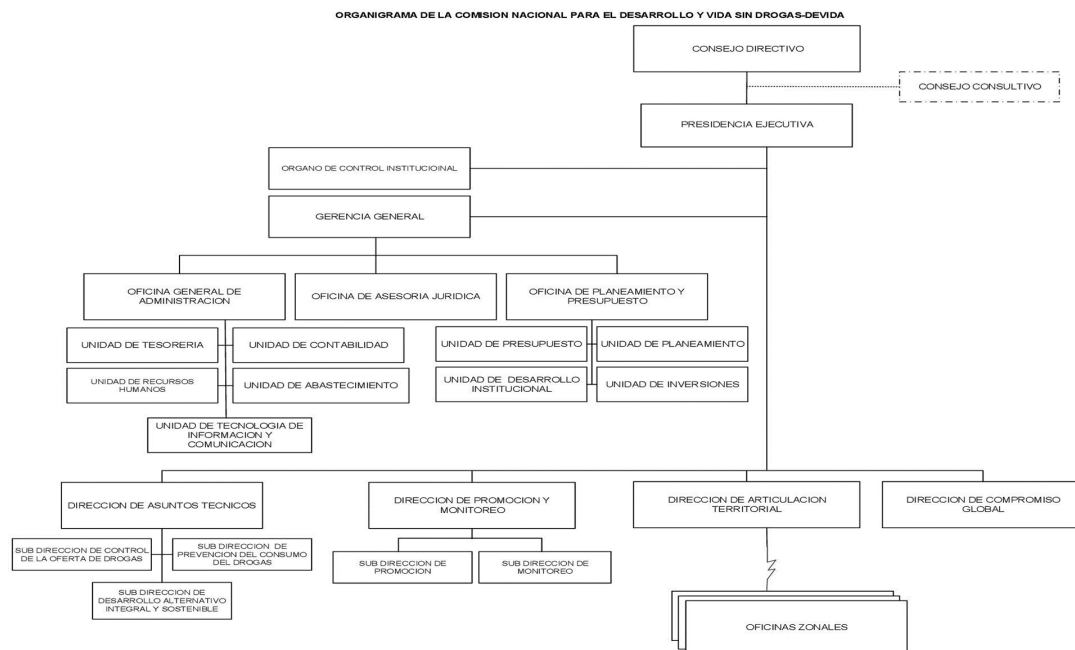 ORGANIGRAMA DE LA COMISION NACIONAL PARA EL DESARROLLO Y VIDA SIN DROGAS-DEVIDA
CONSEJO DIRECTIVO
CONSEJO CONSULTIVO
PRESIDENCIA EJECUTIVA
ORGANO DE CONTROL INSTITUCIOINAL
GERENCIA GENERAL
OFICINA GENERAL DE
ADMINISTRACION
OFICINA DE ASESORIA JURIDICA
OFICINA DE PLANEAMIENTO Y
PRESUPUESTO
UNIDAD DE TESORERIA
UNIDAD DE CONTABILIDAD
UNIDAD DE PRESUPUESTO
UNIDAD DE PLANEAMIENTO
UNIDAD DE RECURSOS
HUMANOS
UNIDAD DE ABASTECIMIENTO
UNIDAD DE DESARROLLO
INSTITUCIONAL
UNIDAD DE INVERSIONES
UNIDAD DE TECNOLOGIA DE
INFORMACION Y
COMUNICACION
DIRECCION DE ASUNTOS TECNICOS
DIRECCION DE PROMOCION Y
MONITOREO
DIRECCION DE ARTICULACION
TERRITORIAL
DIRECCION DE COMPROMISO
GLOBAL
SUB DIRECCION DE CONTROL
DE LA OFERTA DE DROGAS
SUB DIRECCION DE
PREVENCION DEL CONSUMO
DEL DROGAS
SUB DIRECCION DE
PROMOCION
SUB DIRECCION DE
MONITOREO
SUB DIRECCION DE
DESARROLLO ALTERNATIVO
INTEGRAL Y SOSTENIBLE
OFICINAS ZONALES